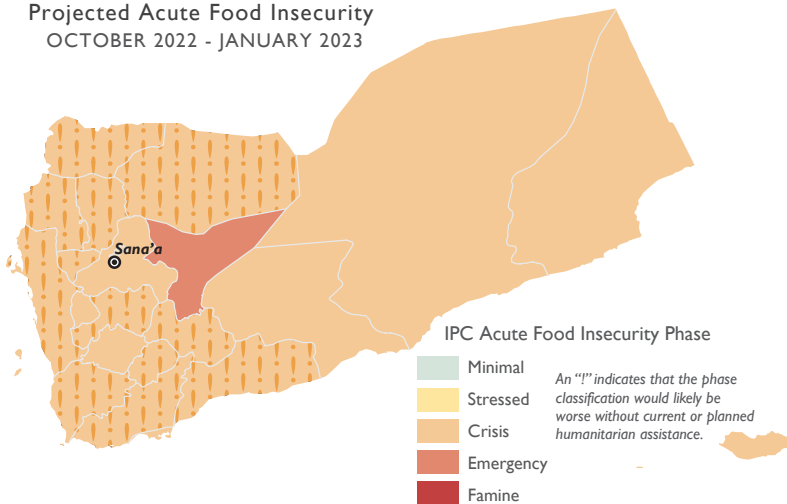 Projected Acute Food Insecurity
OCTOBER 2022 - JANUARY 2023
Sana'a
IPC Acute Food Insecurity Phase
Minimal
Stressed
Crisis
Emergency
Famine
An “!” indicates that the phase
classification would likely be
worse without current or planned
humanitarian assistance.